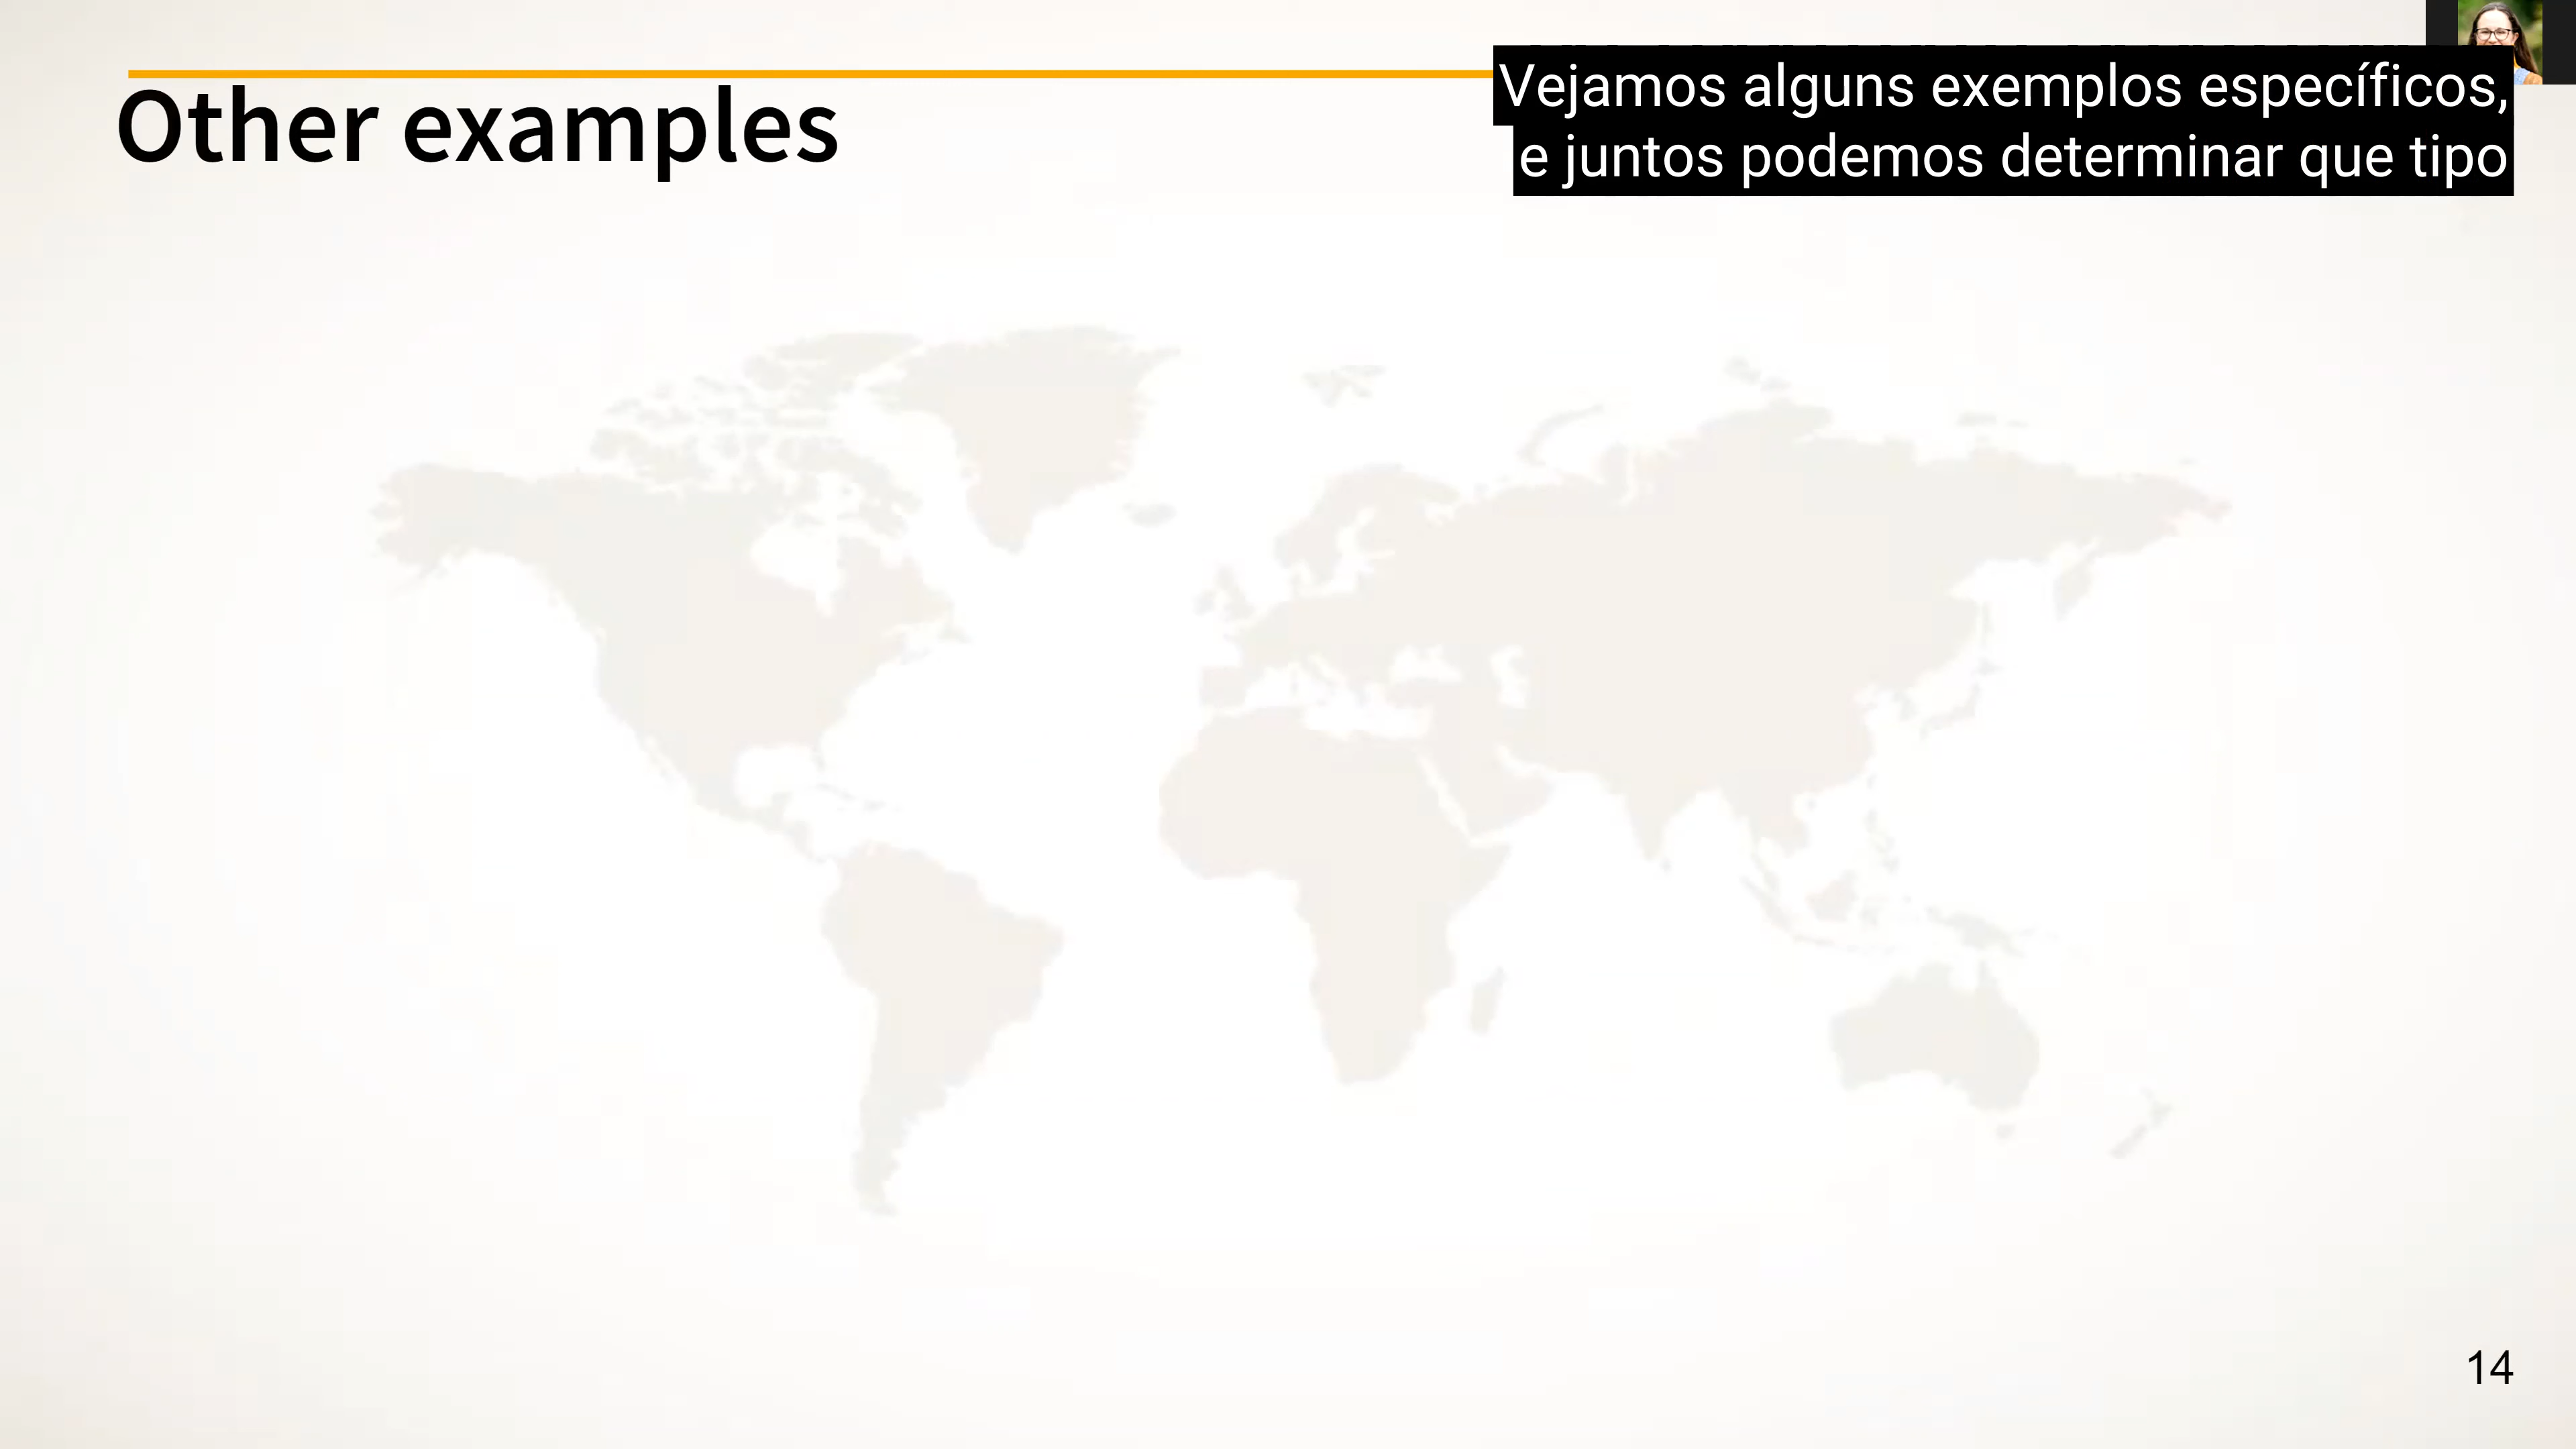 Other examples
Vejamos alguns exemplos específicos,
e juntos podemos determinar que tipo
14